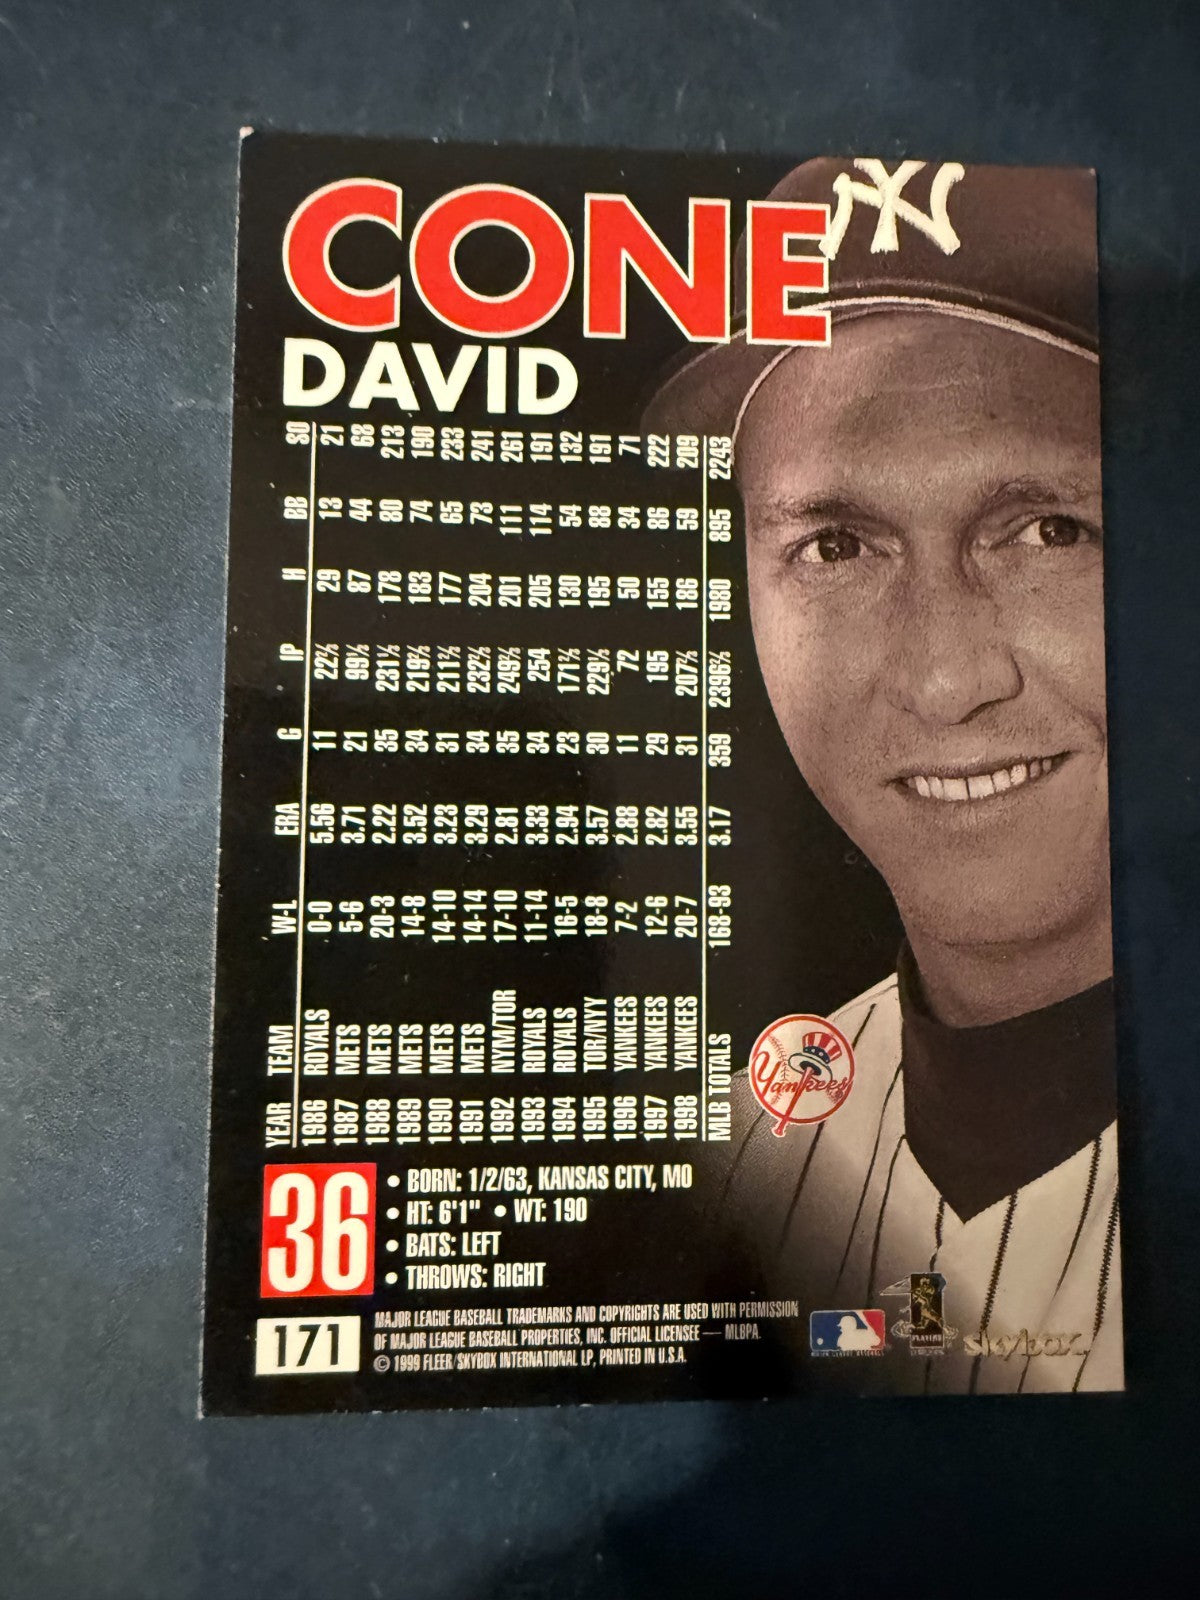 CONE
DAVID
YEAR TEAM W-L ERA G IP H BB SO
1986 ROYALS 0-0 5.56 11 22⅔ 29 13 21
1987 METS 5-6 3.71 21 99⅓ 87 44 68
1988 METS 20-3 2.22 35 231⅓ 178 80 213
1989 METS 14-8 3.52 34 219⅔ 183 74 190
1990 METS 14-10 3.23 31 211⅔ 177 65 233
1991 METS 14-14 3.29 34 232⅔ 204 73 241
1992 NYM/TOR 17-10 2.81 35 249⅔ 201 111 261
1993 ROYALS 11-14 3.33 34 254 205 114 191
1994 ROYALS 16-5 2.94 23 171⅔ 130 54 132
1995 TOR/NYY 18-8 3.57 30 229⅓ 195 88 191
1996 YANKEES 7-2 2.88 11 72 50 34 71
1997 YANKEES 12-6 2.82 29 195 155 86 222
1998 YANKEES 20-7 3.55 31 207⅔ 186 59 209
MLB TOTALS 168-93 3.17 359 2396⅔ 1980 895 2243
Yankees
36
• BORN: 1/2/63, KANSAS CITY, MO
• HT: 6'1" • WT: 190
• BATS: LEFT
• THROWS: RIGHT
171
MAJOR LEAGUE BASEBALL TRADEMARKS AND COPYRIGHTS ARE USED WITH PERMISSION
OF MAJOR LEAGUE BASEBALL PROPERTIES, INC. OFFICIAL LICENSEE — MLBPA.
© 1999 FLEER/SKYBOX INTERNATIONAL LP, PRINTED IN U.S.A.
MAJOR LEAGUE BASEBALL
PLAYERS
skybox
NY